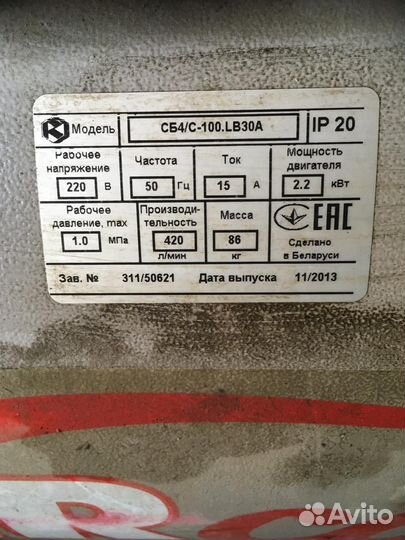 Модель СБ4/С-100.LB30A IP 20
Рабочее напряжение 220 В
Частота 50 Гц
Ток 15 А
Мощность двигателя 2.2 кВт
Рабочее давление, max 1.0 МПа
Производи-
тельность 420 л/мин
Масса 86 кг
ЕАС
Сделано
в Беларуси
Зав. № 311/50621 Дата выпуска 11/2013
Avito